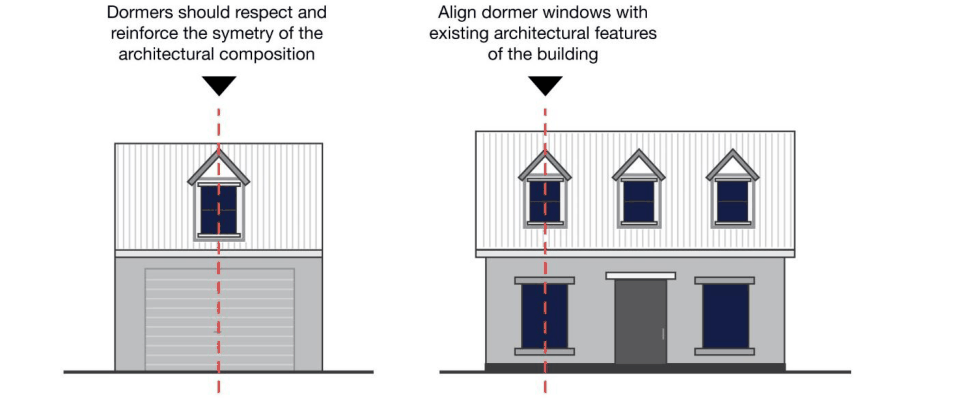 Dormers should respect and
reinforce the symetry of the
architectural composition
Align dormer windows with
existing architectural features
of the building